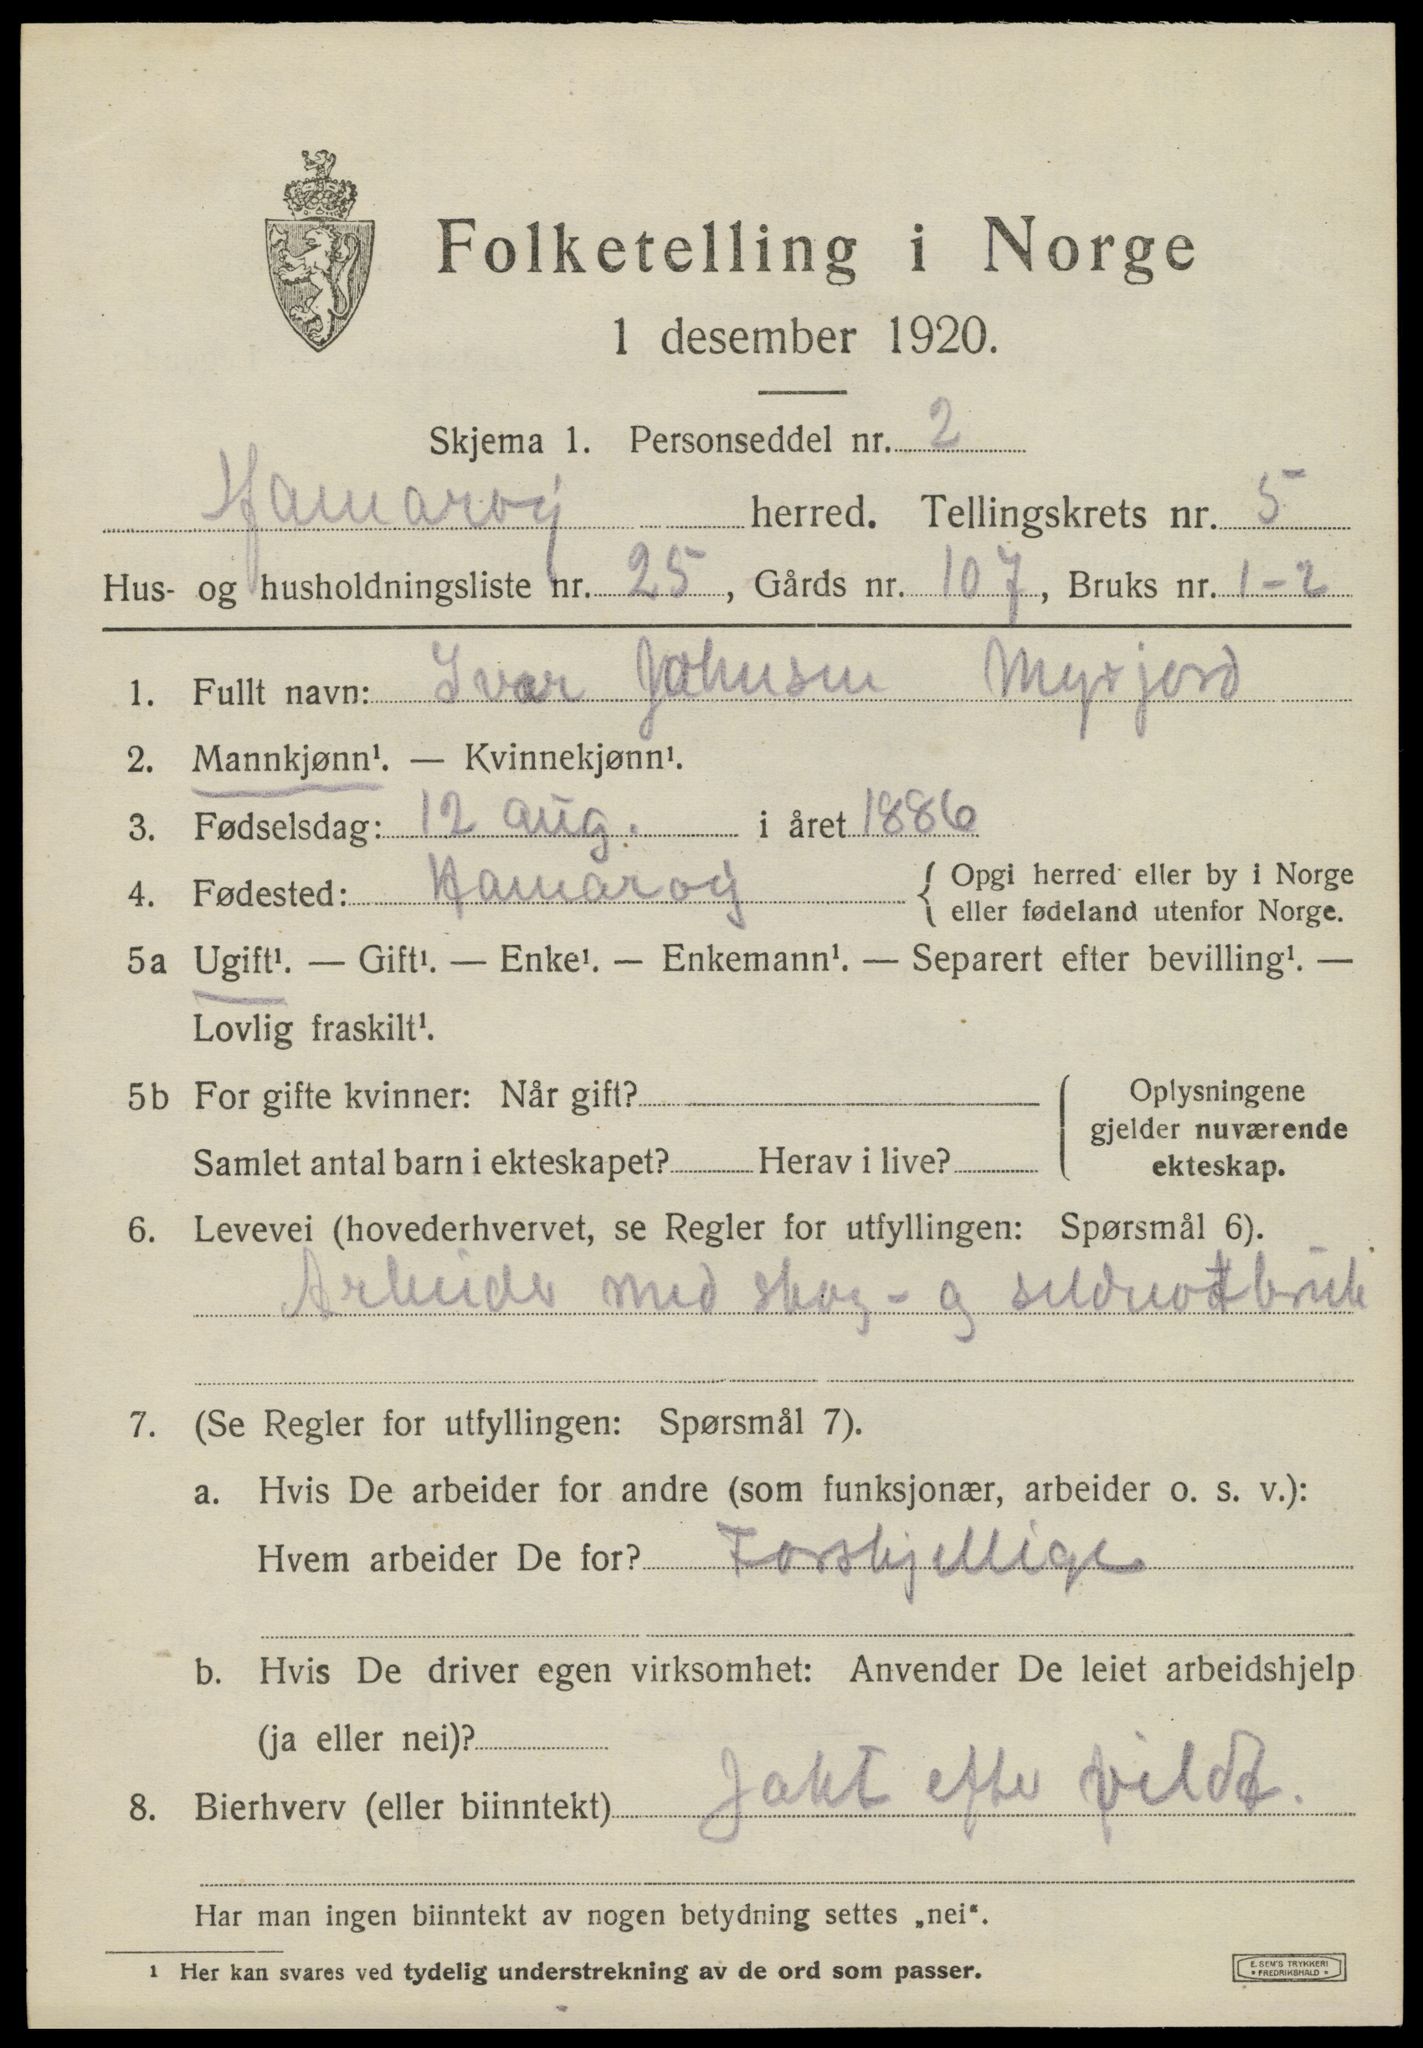 Folketelling i Norge
1 desember 1920.
Skjema 1. Personseddel nr. 2
Hamarøy herred. Tellingskrets nr. 5
Hus- og husholdningsliste nr. 25, Gårds nr. 107, Bruks nr. 1-2
1. Fullt navn: Ivar Johnsen Myrjord
2. Mannkjønn¹. — Kvinnekjønn¹.
3. Fødselsdag: 12 aug. i året 1886
4. Fødested: Hamarøy { Opgi herred eller by i Norge
eller fødeland utenfor Norge.
5a Ugift¹. — Gift¹. — Enke¹. — Enkemann¹. — Separert efter bevilling¹. —
Lovlig fraskilt¹.
5b For gifte kvinner: Når gift?
Samlet antal barn i ekteskapet? Herav i live?
Oplysningene
gjelder nuværende
ekteskap.
6. Levevei (hovederhvervet, se Regler for utfyllingen: Spørsmål 6).
Arbeider med skog- og sildnotbruk
7. (Se Regler for utfyllingen: Spørsmål 7).
a. Hvis De arbeider for andre (som funksjonær, arbeider o. s. v.):
Hvem arbeider De for? Forskjellige
b. Hvis De driver egen virksomhet: Anvender De leiet arbeidshjelp
(ja eller nei)?
8. Bierhverv (eller biinntekt) Jakt efter vildt.
Har man ingen biinntekt av nogen betydning settes „nei“.
¹ Her kan svares ved tydelig understrekning av de ord som passer.
E. SEM'S TRYKKERI
• FREDRIKSHALD •